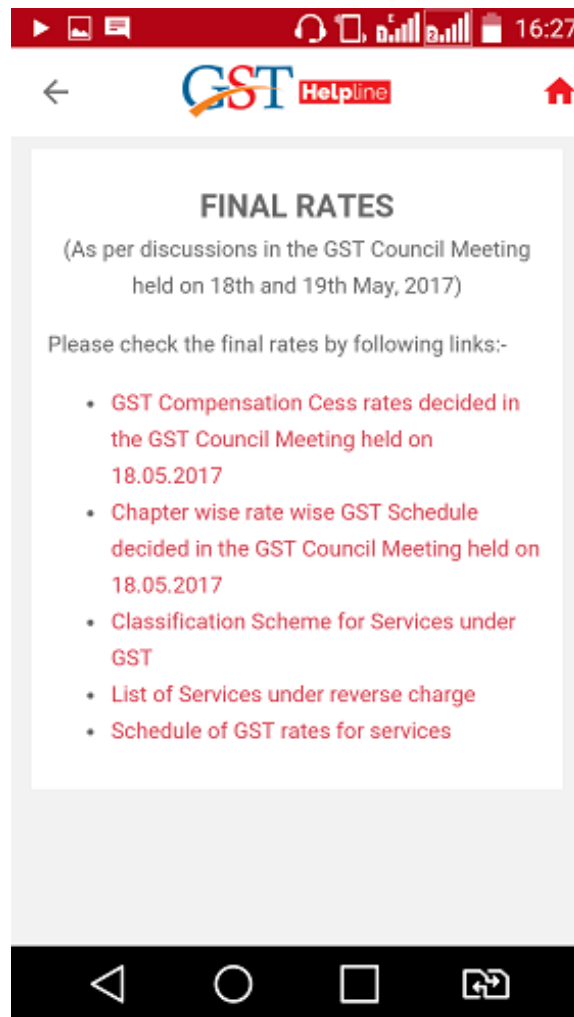 16:27
GST Helpline
FINAL RATES
(As per discussions in the GST Council Meeting
held on 18th and 19th May, 2017)
Please check the final rates by following links:-
• GST Compensation Cess rates decided in
the GST Council Meeting held on
18.05.2017
• Chapter wise rate wise GST Schedule
decided in the GST Council Meeting held on
18.05.2017
• Classification Scheme for Services under
GST
• List of Services under reverse charge
• Schedule of GST rates for services